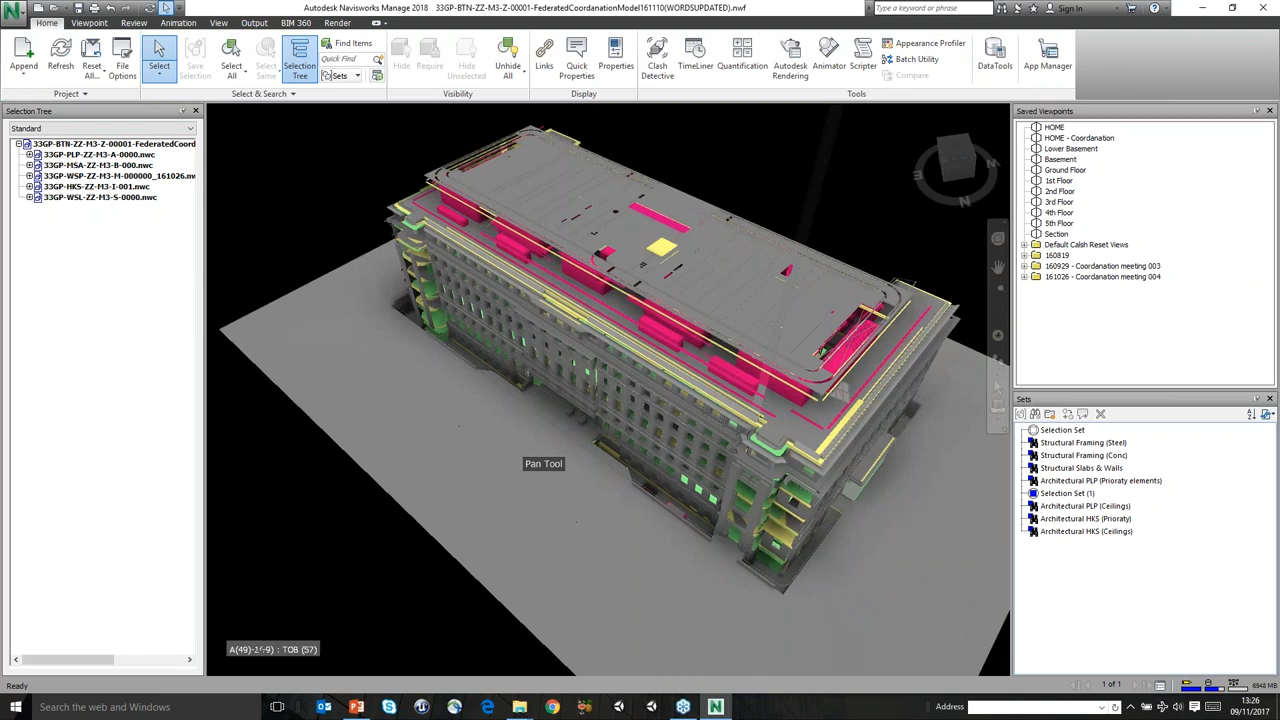 Autodesk Navisworks Manage 2018 33GP-BTN-ZZ-M3-Z-00001-FederatedCoordanationModel161110(WORDSUPDATED).nwf
Type a keyword or phrase
Sign In
Home Viewpoint Review Animation View Output BIM 360 Render
Append
Refresh
Reset All...
File Options
Select
Save Selection
Select All
Select Same
Selection Tree
Find Items
Quick Find
Sets
Hide
Require
Hide Unselected
Unhide All
Links
Quick Properties
Properties
Clash Detective
TimeLiner
Quantification
Autodesk Rendering
Animator
Scripter
Appearance Profiler
Batch Utility
Compare
DataTools
App Manager
Project
Select & Search
Visibility
Display
Tools
Selection Tree
Standard
33GP-BTN-ZZ-M3-Z-00001-FederatedCoord
33GP-PLP-ZZ-M3-A-0000.nwc
33GP-MSA-ZZ-M3-B-000.nwc
33GP-WSP-ZZ-M3-M-000000_161026.nw
33GP-HKS-ZZ-M3-I-001.nwc
33GP-WSL-ZZ-M3-S-0000.nwc
E
N
N
Pan Tool
TOB (57)
Saved Viewpoints
HOME
HOME - Coordanation
Lower Basement
Basement
Ground Floor
1st Floor
2nd Floor
3rd Floor
4th Floor
5th Floor
Section
Default Calsh Reset Views
160819
160929 - Coordanation meeting 003
161026 - Coordanation meeting 004
Sets
Selection Set
Structural Framing (Steel)
Structural Framing (Conc)
Structural Slabs & Walls
Architectural PLP (Prioraty elements)
Selection Set (1)
Architectural PLP (Ceilings)
Architectural HKS (Prioraty)
Architectural HKS (Ceilings)
Ready
1 of 1
6948 MB
Search the web and Windows
Address
13:26
09/11/2017